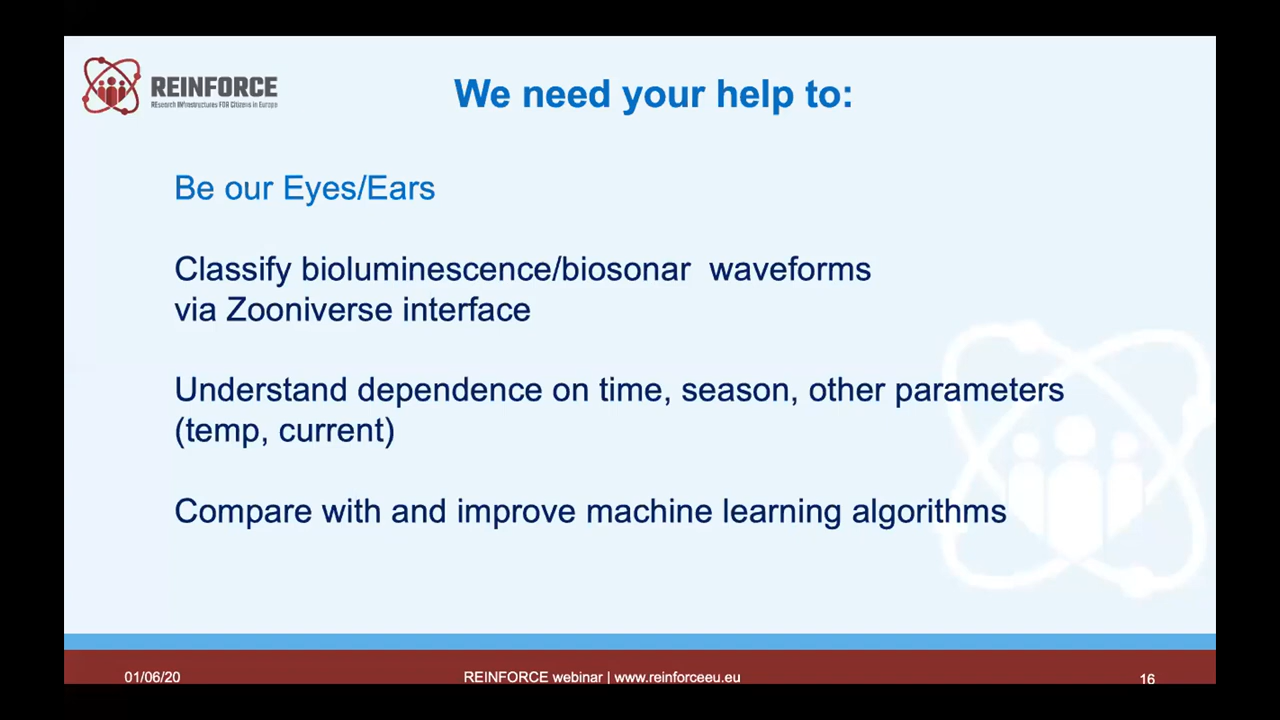 REINFORCE
REsearch INfrastructures FOR Citizens in Europe
We need your help to:
Be our Eyes/Ears
Classify bioluminescence/biosonar waveforms
via Zooniverse interface
Understand dependence on time, season, other parameters
(temp, current)
Compare with and improve machine learning algorithms
01/06/20
REINFORCE webinar | www.reinforceeu.eu
16